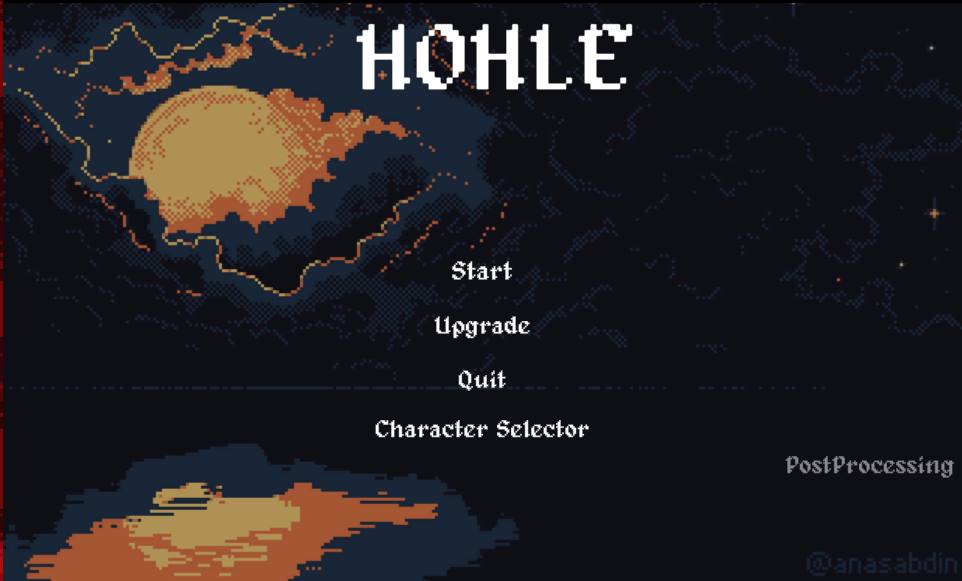 HOHLE
Start
Upgrade
Quit
Character Selector
PostProcessing
@anasabdin